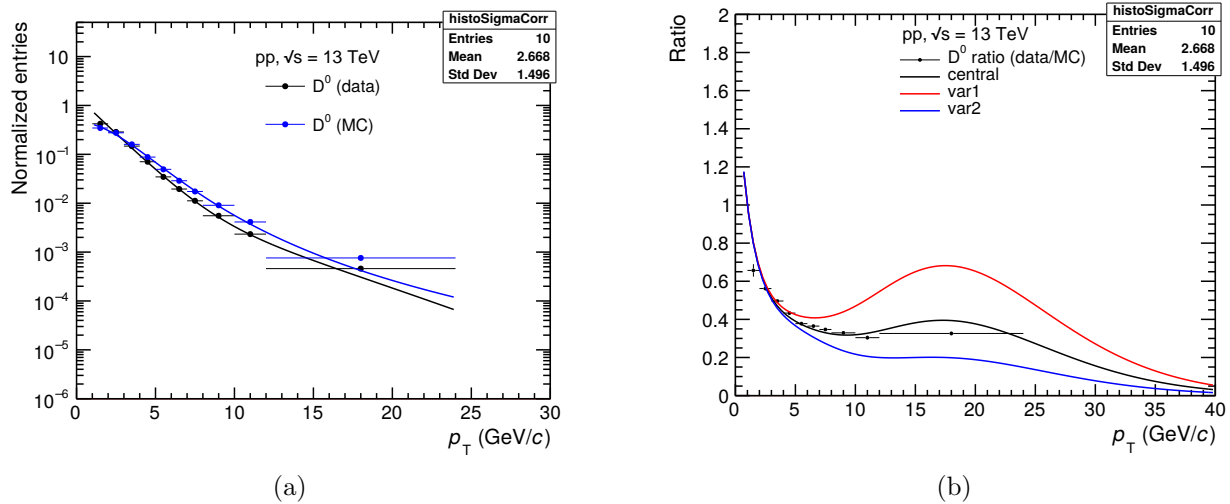 histoSigmaCorr
Entries 10
Mean 2.668
Std Dev 1.496
pp, √s = 13 TeV
D⁰ (data)
D⁰ (MC)
Normalized entries
10
1
10⁻¹
10⁻²
10⁻³
10⁻⁴
10⁻⁵
10⁻⁶
0 5 10 15 20 25 30
p_T (GeV/c)
(a)
histoSigmaCorr
Entries 10
Mean 2.668
Std Dev 1.496
pp, √s = 13 TeV
D⁰ ratio (data/MC)
central
var1
var2
Ratio
2
1.8
1.6
1.4
1.2
1
0.8
0.6
0.4
0.2
0
0 5 10 15 20 25 30 35 40
p_T (GeV/c)
(b)